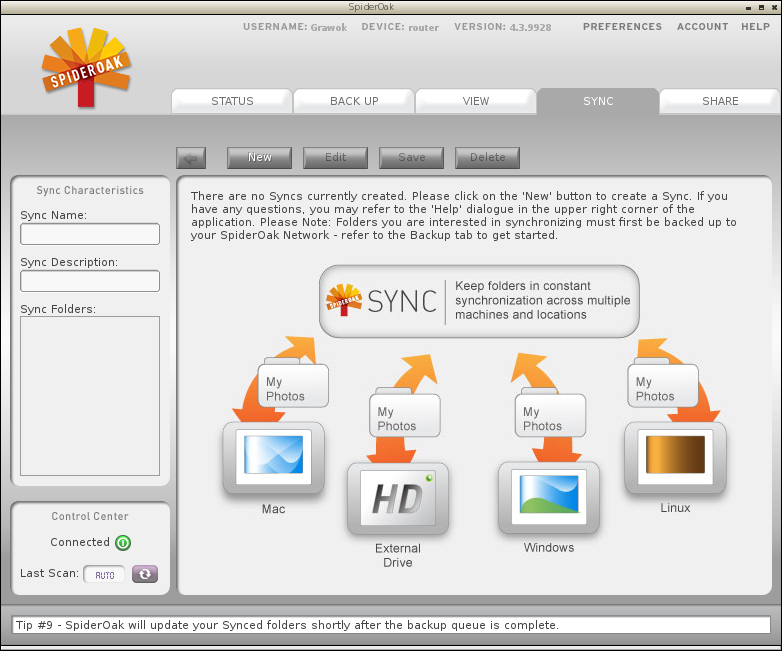 SpiderOak
USERNAME: Grawok DEVICE: router VERSION: 4.3.9928 PREFERENCES ACCOUNT HELP
SPIDEROAK
STATUS BACK UP VIEW SYNC SHARE
New Edit Save Delete
Sync Characteristics
Sync Name:
Sync Description:
Sync Folders:
There are no Syncs currently created. Please click on the 'New' button to create a Sync. If you
have any questions, you may refer to the 'Help' dialogue in the upper right corner of the
application. Please Note: Folders you are interested in synchronizing must first be backed up to
your SpiderOak Network - refer to the Backup tab to get started.
SPIDEROAK SYNC
Keep folders in constant
synchronization across multiple
machines and locations
My
Photos
My
Photos
My
Photos
My
Photos
HD
Mac
External
Drive
Windows
Linux
Control Center
Connected
Last Scan: AUTO
Tip #9 - SpiderOak will update your Synced folders shortly after the backup queue is complete.